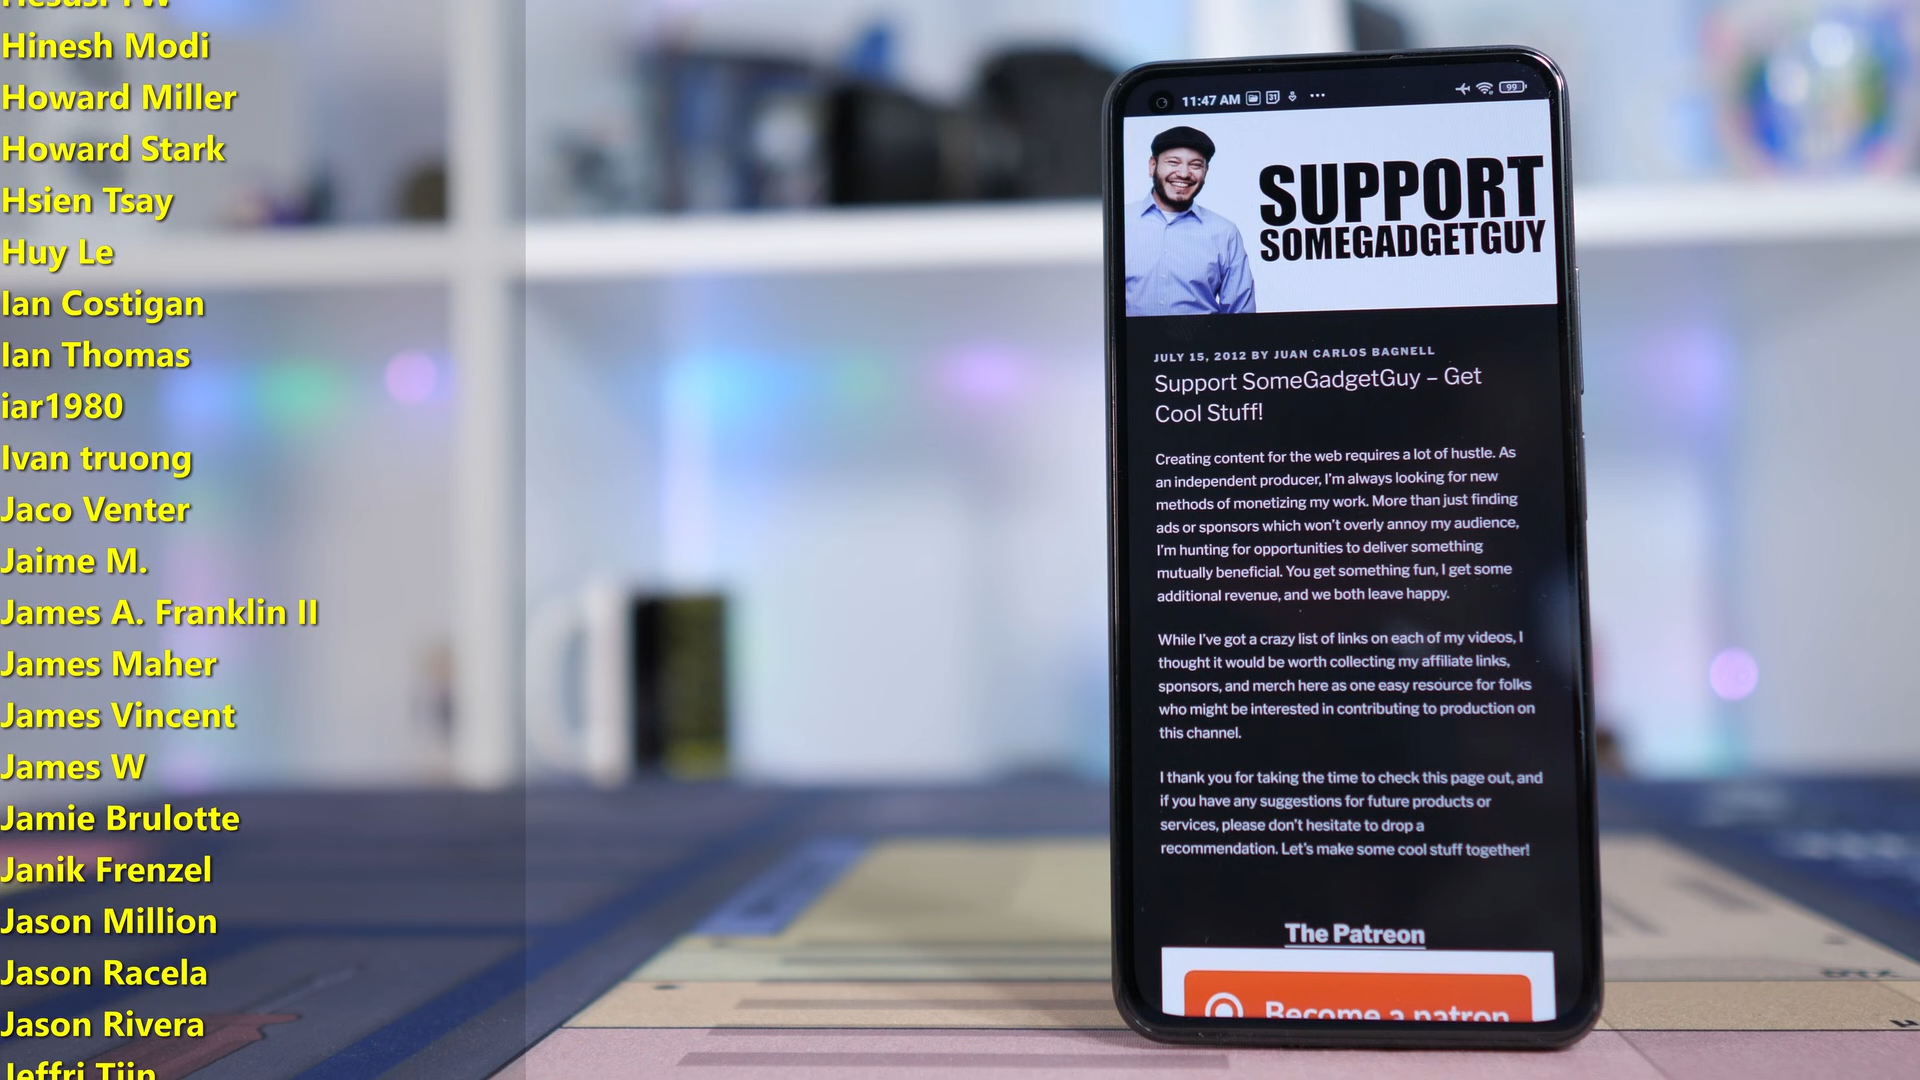 Hinesh Modi
Howard Miller
Howard Stark
Hsien Tsay
Huy Le
Ian Costigan
Ian Thomas
iar1980
Ivan truong
Jaco Venter
Jaime M.
James A. Franklin II
James Maher
James Vincent
James W
Jamie Brulotte
Janik Frenzel
Jason Million
Jason Racela
Jason Rivera
Jeffri Tjin
11:47 AM 31 ••• 99
SUPPORT
SOMEGADGETGUY
JULY 15, 2012 BY JUAN CARLOS BAGNELL
Support SomeGadgetGuy – Get
Cool Stuff!
Creating content for the web requires a lot of hustle. As
an independent producer, I'm always looking for new
methods of monetizing my work. More than just finding
ads or sponsors which won't overly annoy my audience,
I'm hunting for opportunities to deliver something
mutually beneficial. You get something fun, I get some
additional revenue, and we both leave happy.
While I've got a crazy list of links on each of my videos, I
thought it would be worth collecting my affiliate links,
sponsors, and merch here as one easy resource for folks
who might be interested in contributing to production on
this channel.
I thank you for taking the time to check this page out, and
if you have any suggestions for future products or
services, please don't hesitate to drop a
recommendation. Let's make some cool stuff together!
The Patreon
Become a patron